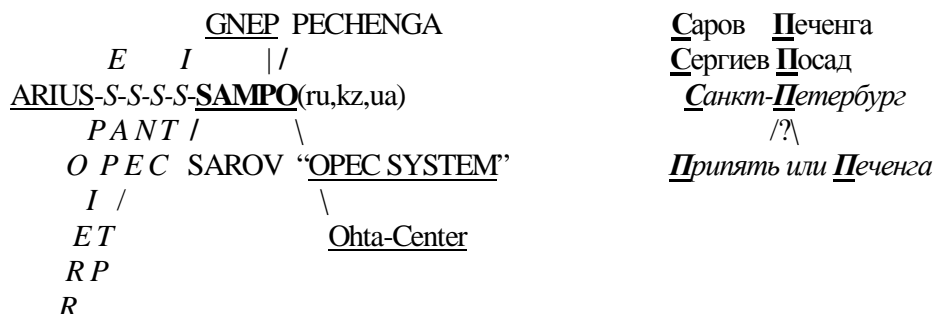 GNEP PECHENGA Саров Печенга
E I | / Сергиев Посад
ARIUS-S-S-S-S-SAMPO(ru,kz,ua) Санкт-Петербург
P A N T / \ /?\
O P E C SAROV “OPEC SYSTEM” Припять или Печенга
I / \
E T Ohta-Center
R P
R